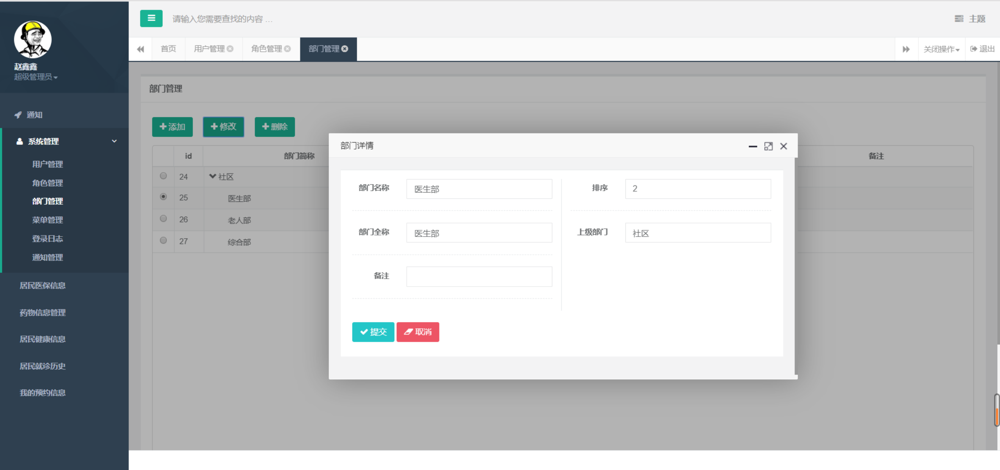 请输入您需要查找的内容 …
主题
赵鑫鑫
超级管理员
首页
用户管理
角色管理
部门管理
关闭操作
退出
通知
系统管理
用户管理
角色管理
部门管理
菜单管理
登录日志
通知管理
居民医保信息
药物信息管理
居民健康信息
居民就诊历史
我的预约信息
部门管理
添加
修改
删除
id
部门简称
备注
24
社区
25
医生部
26
老人部
27
综合部
部门详情
部门名称
医生部
排序
2
部门全称
医生部
上级部门
社区
备注
提交
取消